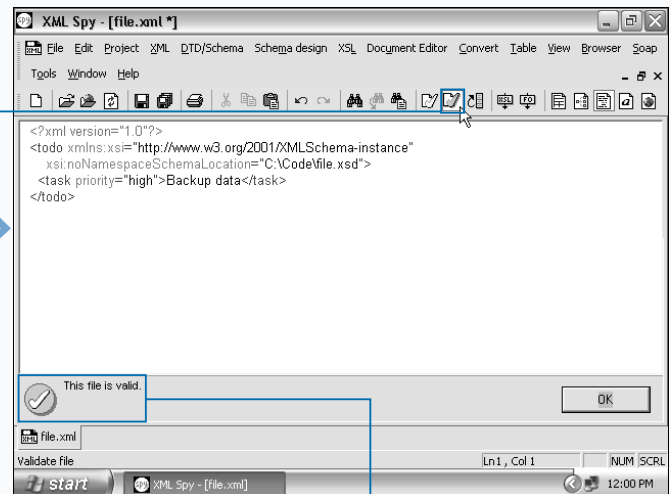 XML Spy - [file.xml *]
File Edit Project XML DTD/Schema Schema design XSL Document Editor Convert Table View Browser Soap
Tools Window Help
<?xml version="1.0"?>
<todo xmlns:xsi="http://www.w3.org/2001/XMLSchema-instance"
xsi:noNamespaceSchemaLocation="C:\Code\file.xsd">
<task priority="high">Backup data</task>
</todo>
This file is valid.
OK
file.xml
Validate file Ln 1, Col 1 NUM SCRL
start XML Spy - [file.xml] 12:00 PM